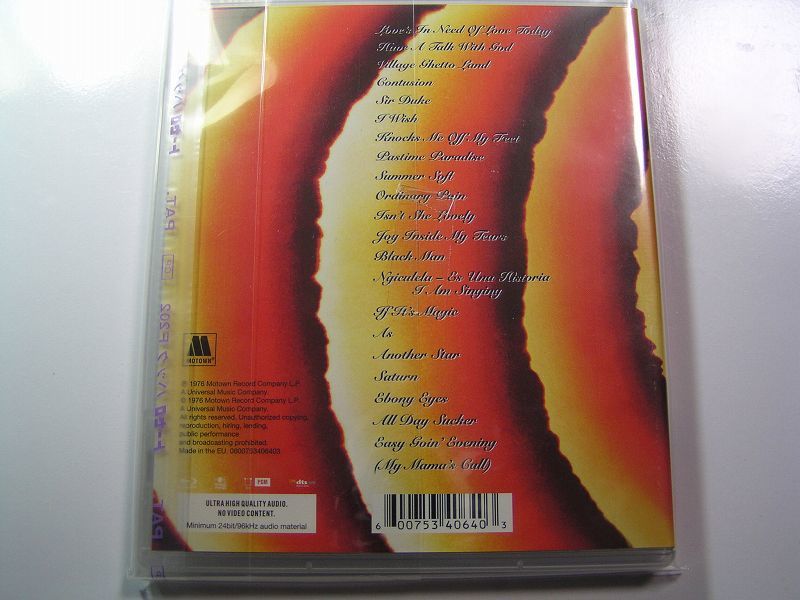 Love's In Need Of Love Today
Have A Talk With God
Village Ghetto Land
Contusion
Sir Duke
I Wish
Knocks Me Off My Feet
Pastime Paradise
Summer Soft
Ordinary Pain
Isn't She Lovely
Joy Inside My Tears
Black Man
Ngiculela – Es Una Historia
I Am Singing
If It's Magic
As
Another Star
Saturn
Ebony Eyes
All Day Sucker
Easy Goin' Evening
(My Mama's Call)
MOTOWN
℗ 1976 Motown Record Company L.P.
A Universal Music Company.
© 1976 Motown Record Company L.P.
A Universal Music Company.
All rights reserved. Unauthorized copying,
reproduction, hiring, lending,
public performance
and broadcasting prohibited.
Made in the EU. 0600753406403
PCM
dts
ULTRA HIGH QUALITY AUDIO.
NO VIDEO CONTENT.
Minimum 24bit/96kHz audio material
6 00753 40640 3
PAT.